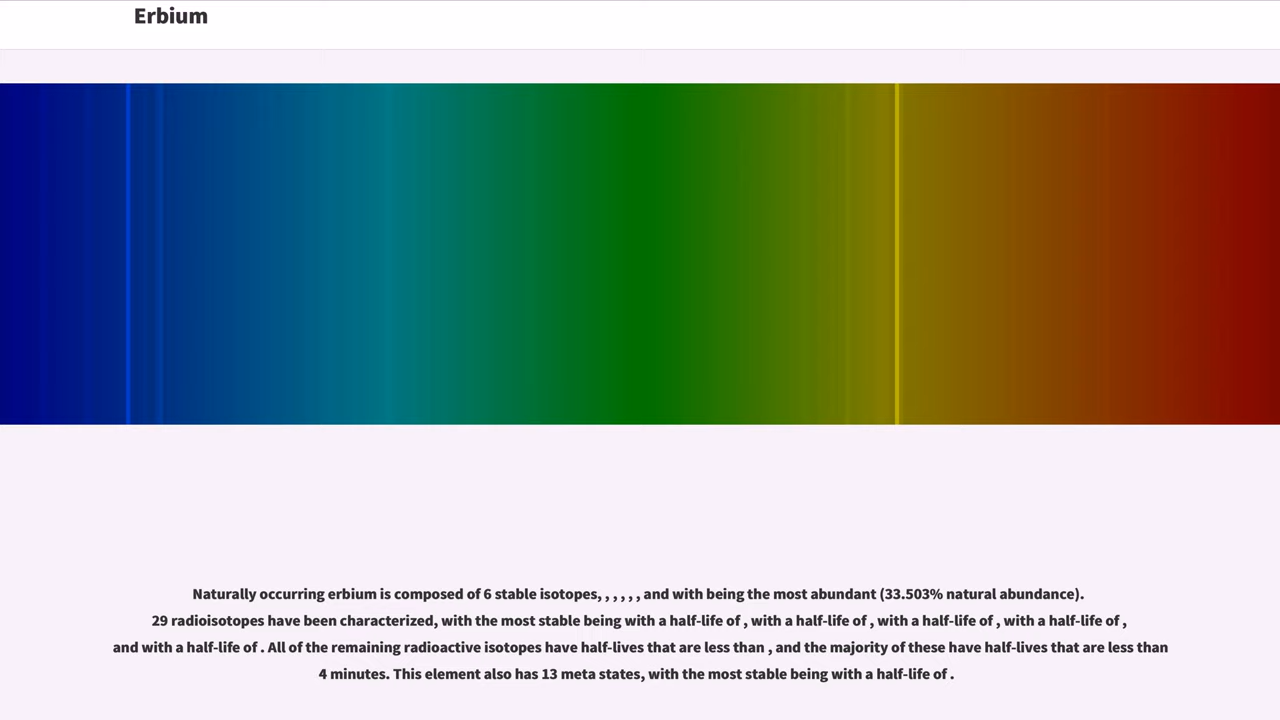 Erbium
Naturally occurring erbium is composed of 6 stable isotopes, , , , , , and with being the most abundant (33.503% natural abundance).
29 radioisotopes have been characterized, with the most stable being with a half-life of , with a half-life of , with a half-life of , with a half-life of ,
and with a half-life of . All of the remaining radioactive isotopes have half-lives that are less than , and the majority of these have half-lives that are less than
4 minutes. This element also has 13 meta states, with the most stable being with a half-life of .